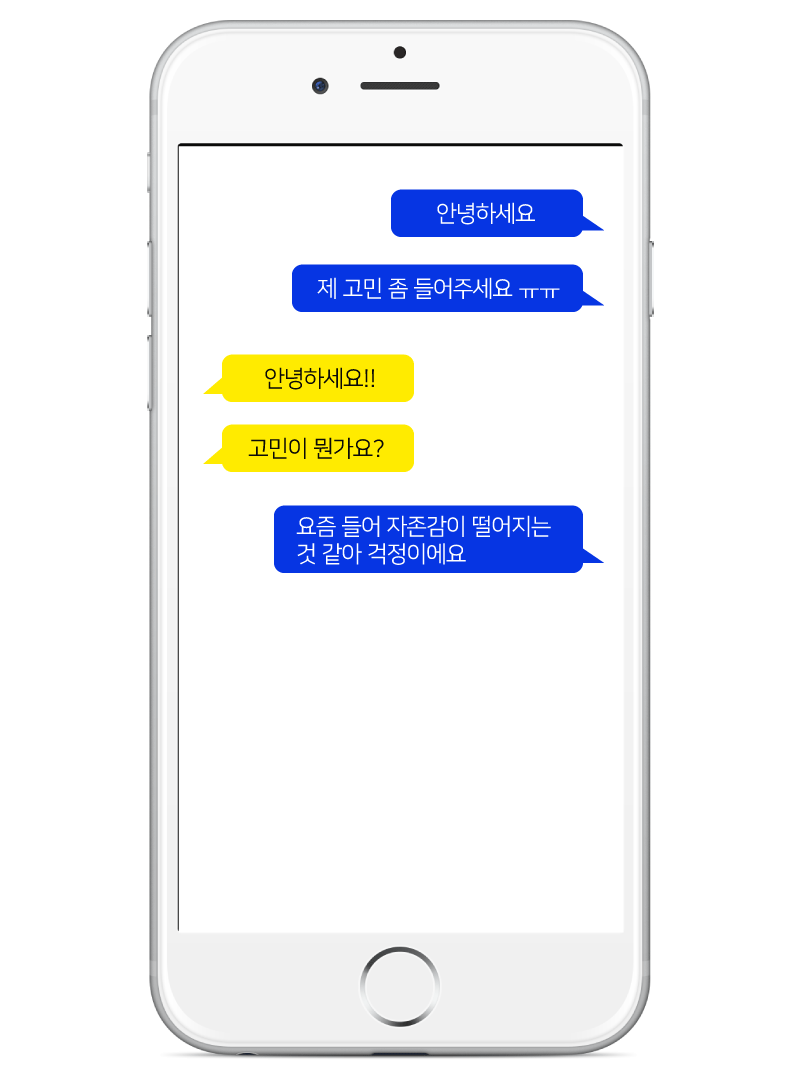 안녕하세요
제 고민 좀 들어주세요 ㅠㅠ
안녕하세요!!
고민이 뭔가요?
요즘 들어 자존감이 떨어지는
것 같아 걱정이에요